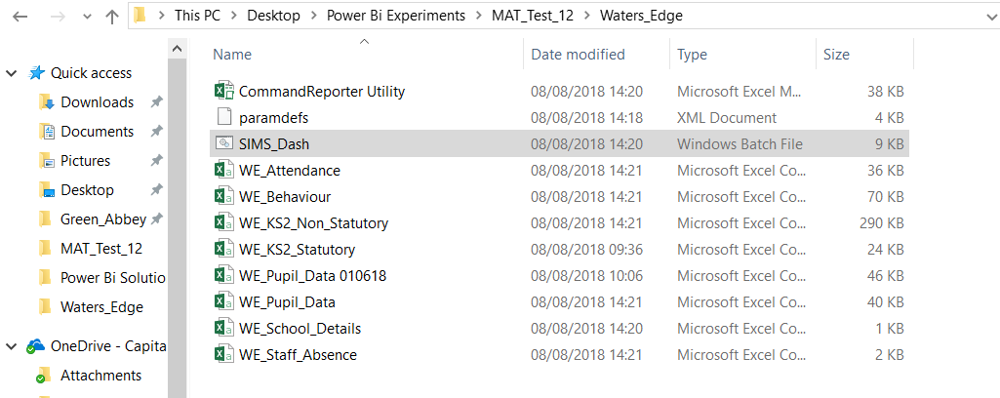 This PC > Desktop > Power Bi Experiments > MAT_Test_12 > Waters_Edge
Name Date modified Type Size
Quick access
Downloads
Documents
Pictures
Desktop
Green_Abbey
MAT_Test_12
Power Bi Solutio
Waters_Edge
OneDrive - Capita
Attachments
CommandReporter Utility 08/08/2018 14:20 Microsoft Excel M... 38 KB
paramdefs 08/08/2018 14:18 XML Document 4 KB
SIMS_Dash 08/08/2018 14:20 Windows Batch File 9 KB
WE_Attendance 08/08/2018 14:21 Microsoft Excel Co... 36 KB
WE_Behaviour 08/08/2018 14:21 Microsoft Excel Co... 70 KB
WE_KS2_Non_Statutory 08/08/2018 14:21 Microsoft Excel Co... 290 KB
WE_KS2_Statutory 08/08/2018 09:36 Microsoft Excel Co... 24 KB
WE_Pupil_Data 010618 08/08/2018 10:06 Microsoft Excel Co... 46 KB
WE_Pupil_Data 08/08/2018 14:21 Microsoft Excel Co... 40 KB
WE_School_Details 08/08/2018 14:20 Microsoft Excel Co... 1 KB
WE_Staff_Absence 08/08/2018 14:21 Microsoft Excel Co... 2 KB